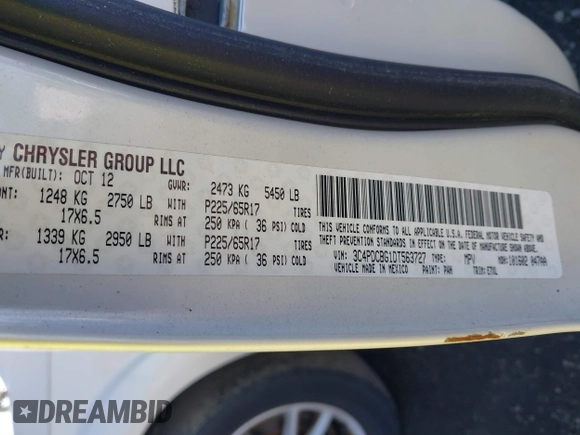 Y CHRYSLER GROUP LLC
MFR(BUILT): OCT 12 GVWR: 2473 KG 5450 LB
NT: 1248 KG 2750 LB WITH P225/65R17 TIRES
17X6.5 RIMS AT 250 KPA ( 36 PSI) COLD
R: 1339 KG 2950 LB WITH P225/65R17 TIRES
17X6.5 RIMS AT 250 KPA ( 36 PSI) COLD
THIS VEHICLE CONFORMS TO ALL APPLICABLE U.S.A. FEDERAL MOTOR VEHICLE SAFETY AND
THEFT PREVENTION STANDARDS IN EFFECT ON THE DATE OF MANUFACTURE SHOWN ABOVE.
VIN: 3C4PDCBG1DT563727 TYPE: MPV MDH: 101602 047AA
VEHICLE MADE IN MEXICO PAINT: PAH TRIM:
DREAMBID